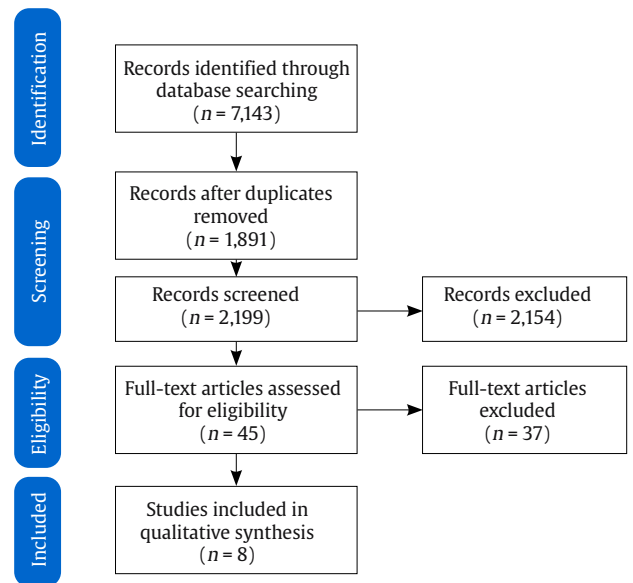 Identification
Records identified through
database searching
(n = 7,143)
Screening
Records after duplicates
removed
(n = 1,891)
Records screened
(n = 2,199)
Records excluded
(n = 2,154)
Eligibility
Full-text articles assessed
for eligibility
(n = 45)
Full-text articles
excluded
(n = 37)
Included
Studies included in
qualitative synthesis
(n = 8)